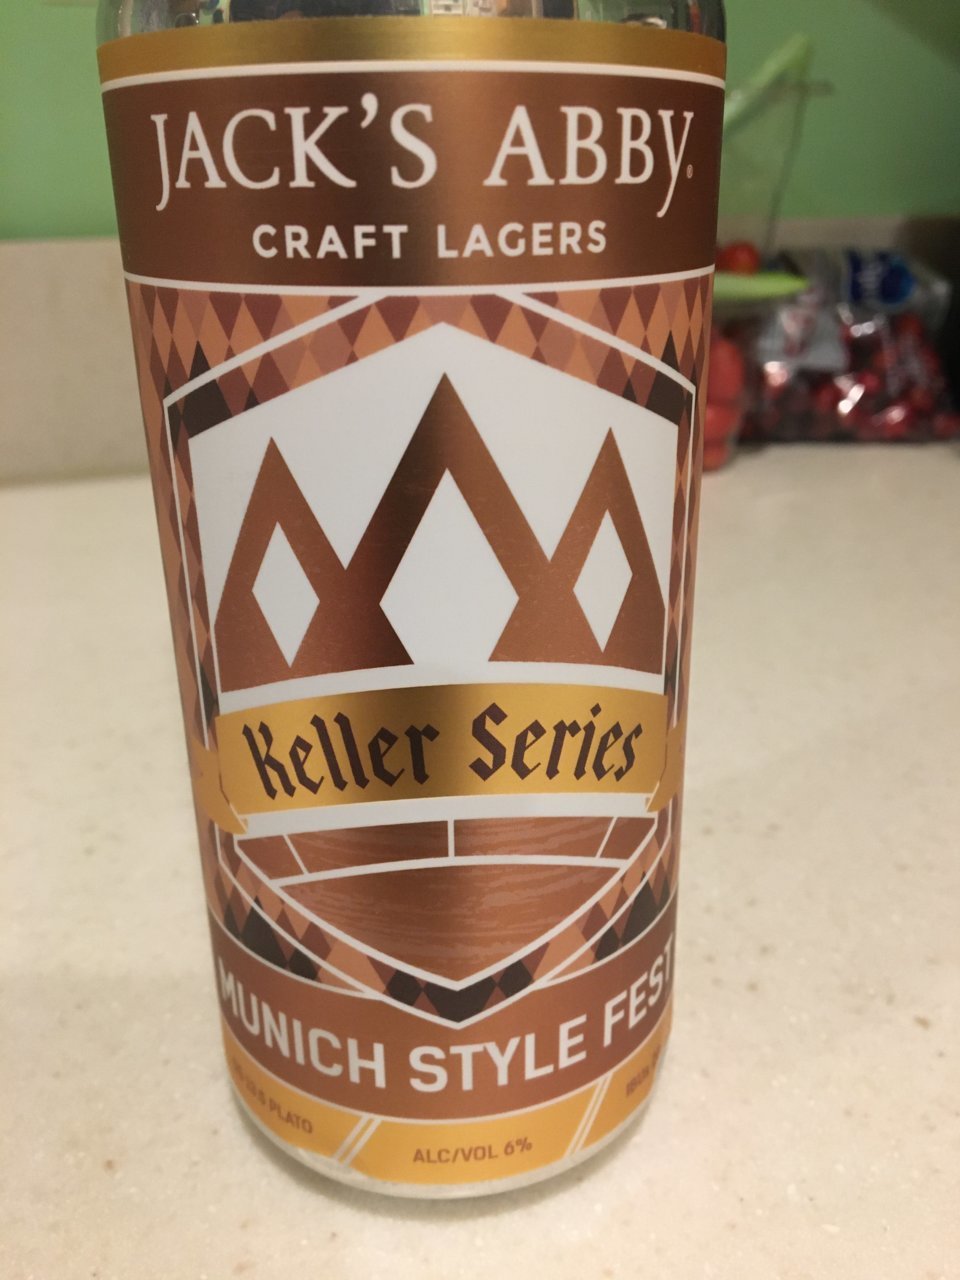 JACK'S ABBY®
CRAFT LAGERS
Keller Series
MUNICH STYLE FEST
PLATO
ALC/VOL 6%